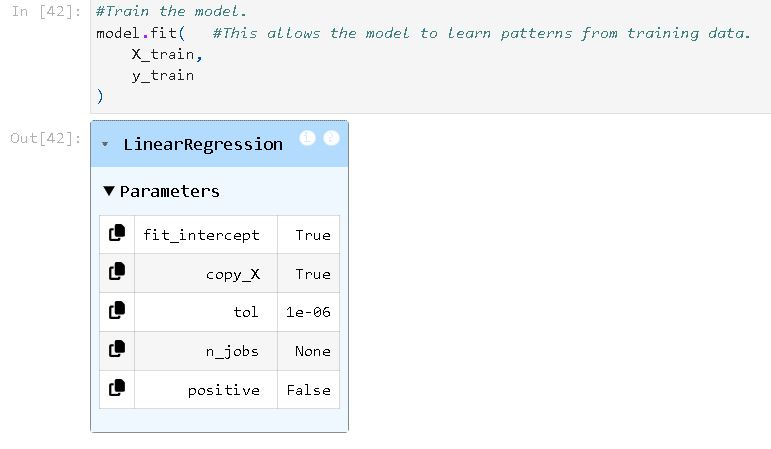 In [42]: #Train the model.
model.fit( #This allows the model to learn patterns from training data.
X_train,
y_train
)
Out[42]: LinearRegression i ?
Parameters
fit_intercept True
copy_X True
tol 1e-06
n_jobs None
positive False